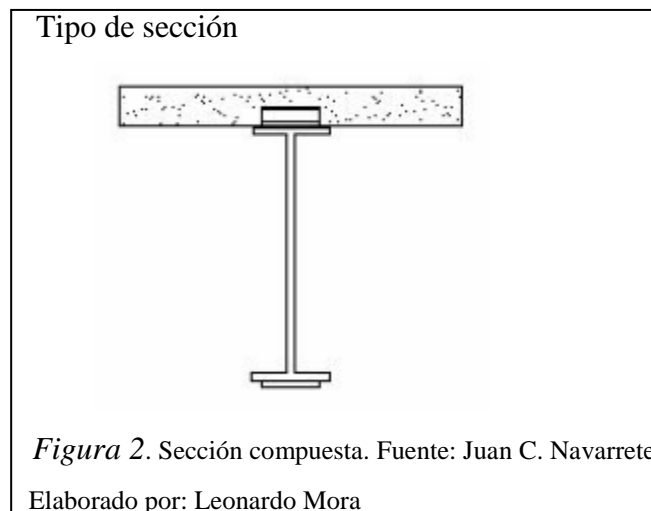 Tipo de sección
Figura 2. Sección compuesta. Fuente: Juan C. Navarrete
Elaborado por: Leonardo Mora